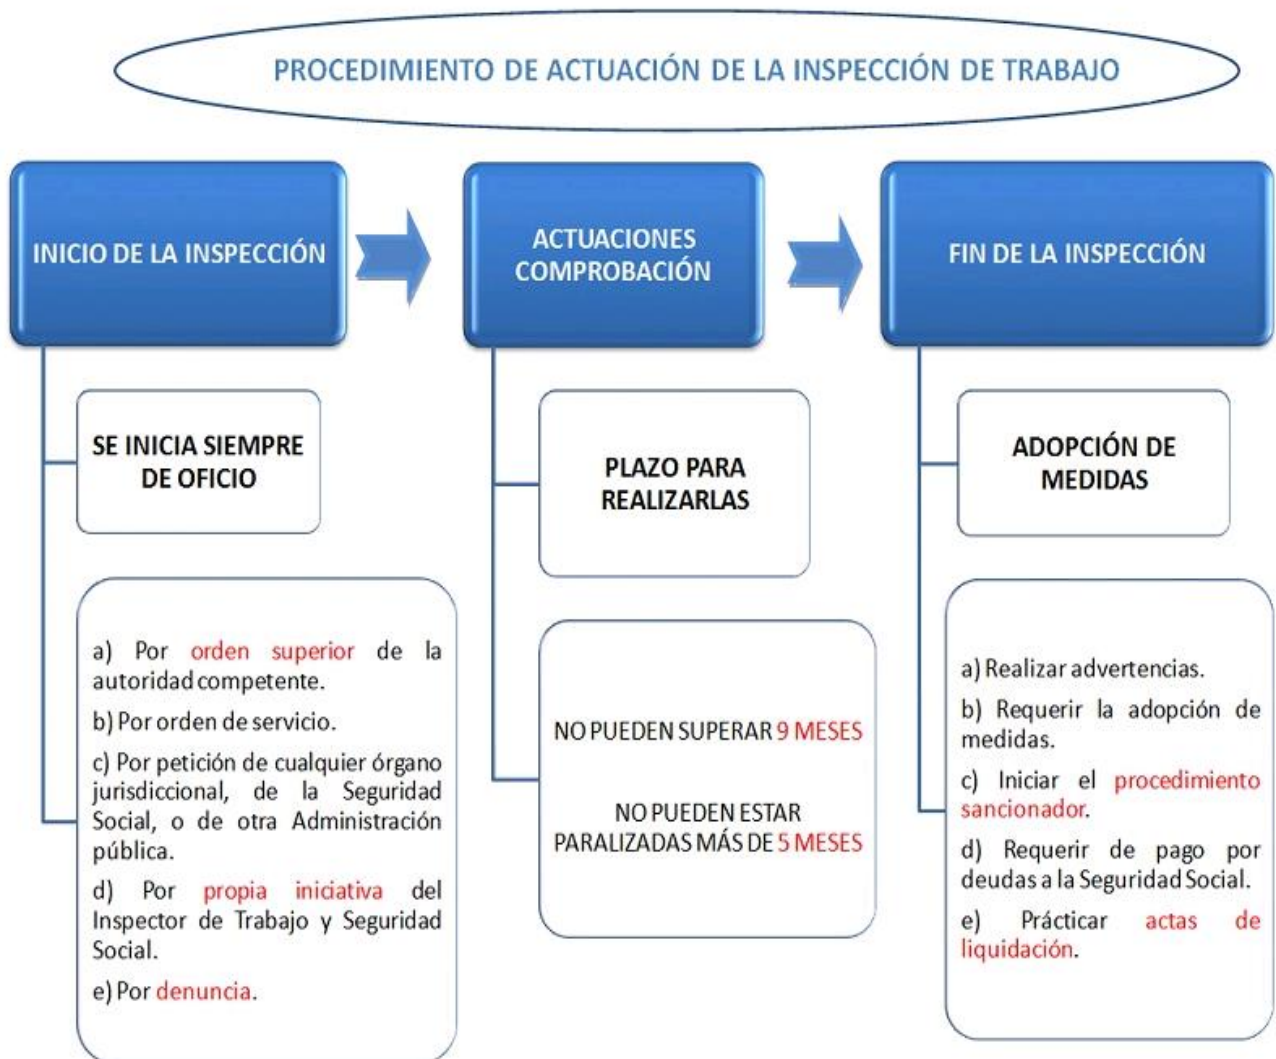 PROCEDIMIENTO DE ACTUACIÓN DE LA INSPECCIÓN DE TRABAJO
INICIO DE LA INSPECCIÓN
SE INICIA SIEMPRE
DE OFICIO
a) Por orden superior de la
autoridad competente.
b) Por orden de servicio.
c) Por petición de cualquier órgano
jurisdiccional, de la Seguridad
Social, o de otra Administración
pública.
d) Por propia iniciativa del
Inspector de Trabajo y Seguridad
Social.
e) Por denuncia.
ACTUACIONES
COMPROBACIÓN
PLAZO PARA
REALIZARLAS
NO PUEDEN SUPERAR 9 MESES
NO PUEDEN ESTAR
PARALIZADAS MÁS DE 5 MESES
FIN DE LA INSPECCIÓN
ADOPCIÓN DE
MEDIDAS
a) Realizar advertencias.
b) Requerir la adopción de
medidas.
c) Iniciar el procedimiento
sancionador.
d) Requerir de pago por
deudas a la Seguridad Social.
e) Prácticar actas de
liquidación.